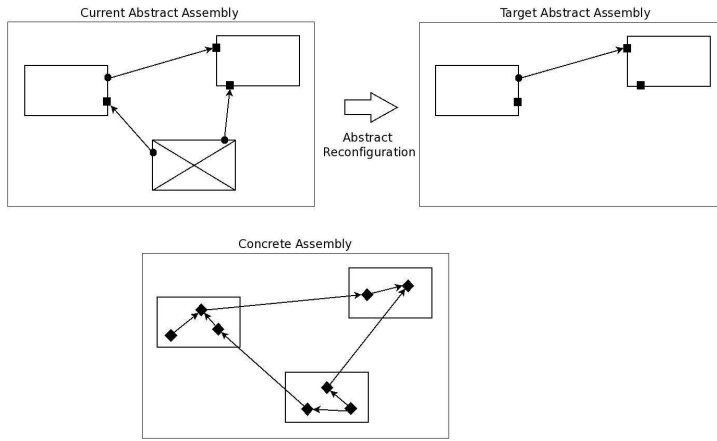 Current Abstract Assembly
Target Abstract Assembly
Abstract
Reconfiguration
Concrete Assembly